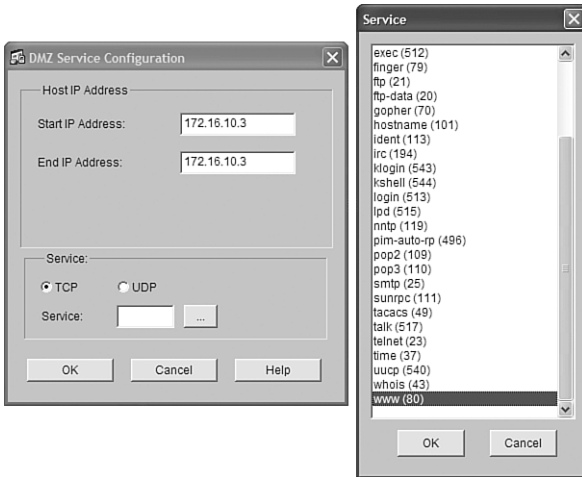 DMZ Service Configuration
Host IP Address
Start IP Address: 172.16.10.3
End IP Address: 172.16.10.3
Service:
TCP UDP
Service: ...
OK Cancel Help
Service
exec (512)
finger (79)
ftp (21)
ftp-data (20)
gopher (70)
hostname (101)
ident (113)
irc (194)
klogin (543)
kshell (544)
login (513)
lpd (515)
nntp (119)
pim-auto-rp (496)
pop2 (109)
pop3 (110)
smtp (25)
sunrpc (111)
tacacs (49)
talk (517)
telnet (23)
time (37)
uucp (540)
whois (43)
www (80)
OK Cancel